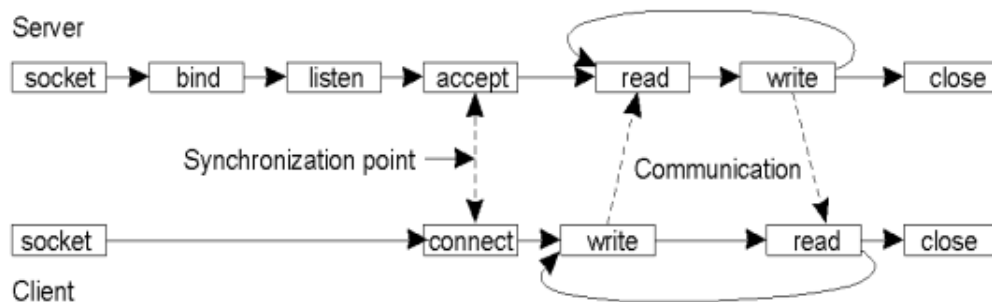 Server
socket bind listen accept read write close
Synchronization point
Communication
socket connect write read close
Client